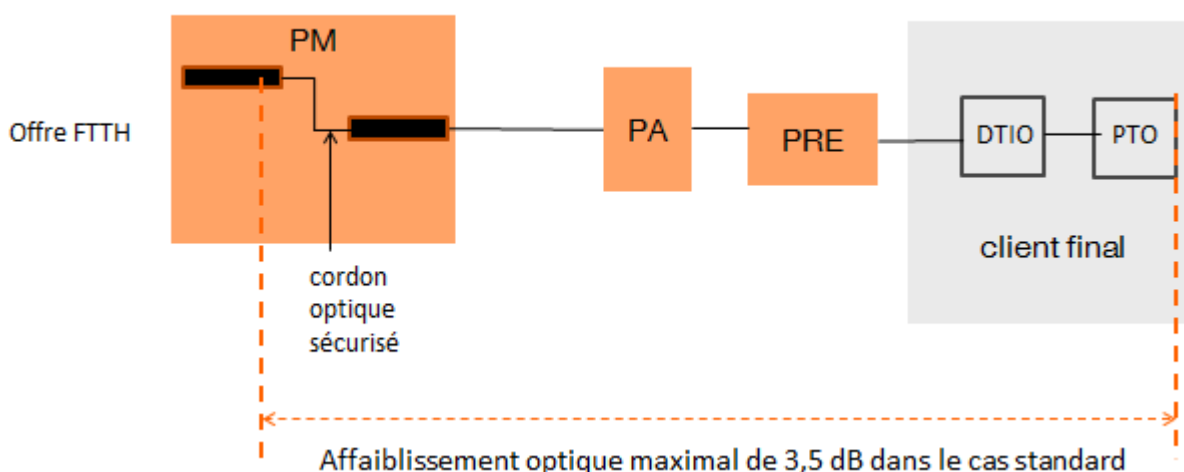 PM
Offre FTTH
PA
PRE
DTIO
PTO
client final
cordon
optique
sécurisé
Affaiblissement optique maximal de 3,5 dB dans le cas standard